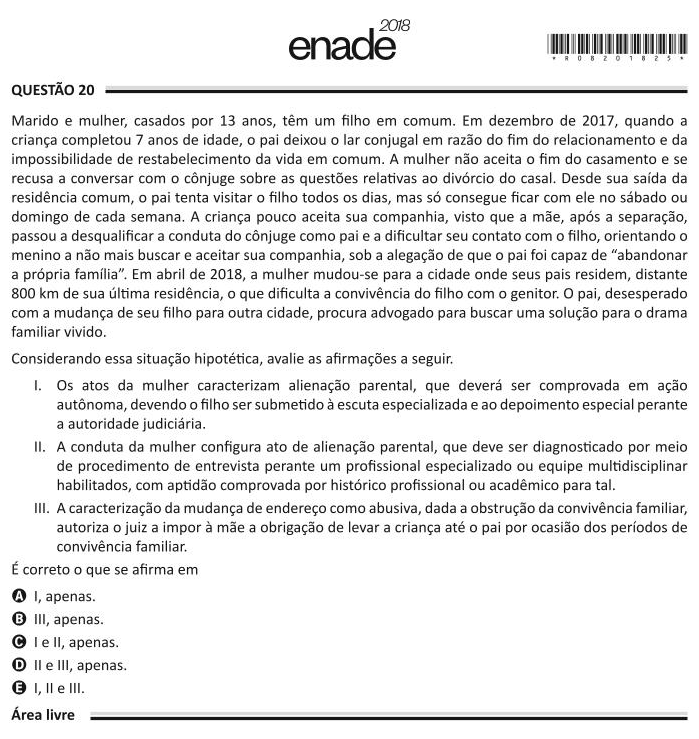 enade 2018
* R 0 8 2 0 1 8 2 5 *
QUESTÃO 20
Marido e mulher, casados por 13 anos, têm um filho em comum. Em dezembro de 2017, quando a
criança completou 7 anos de idade, o pai deixou o lar conjugal em razão do fim do relacionamento e da
impossibilidade de restabelecimento da vida em comum. A mulher não aceita o fim do casamento e se
recusa a conversar com o cônjuge sobre as questões relativas ao divórcio do casal. Desde sua saída da
residência comum, o pai tenta visitar o filho todos os dias, mas só consegue ficar com ele no sábado ou
domingo de cada semana. A criança pouco aceita sua companhia, visto que a mãe, após a separação,
passou a desqualificar a conduta do cônjuge como pai e a dificultar seu contato com o filho, orientando o
menino a não mais buscar e aceitar sua companhia, sob a alegação de que o pai foi capaz de “abandonar
a própria família”. Em abril de 2018, a mulher mudou-se para a cidade onde seus pais residem, distante
800 km de sua última residência, o que dificulta a convivência do filho com o genitor. O pai, desesperado
com a mudança de seu filho para outra cidade, procura advogado para buscar uma solução para o drama
familiar vivido.
Considerando essa situação hipotética, avalie as afirmações a seguir.
I. Os atos da mulher caracterizam alienação parental, que deverá ser comprovada em ação
autônoma, devendo o filho ser submetido à escuta especializada e ao depoimento especial perante
a autoridade judiciária.
II. A conduta da mulher configura ato de alienação parental, que deve ser diagnosticado por meio
de procedimento de entrevista perante um profissional especializado ou equipe multidisciplinar
habilitados, com aptidão comprovada por histórico profissional ou acadêmico para tal.
III. A caracterização da mudança de endereço como abusiva, dada a obstrução da convivência familiar,
autoriza o juiz a impor à mãe a obrigação de levar a criança até o pai por ocasião dos períodos de
convivência familiar.
É correto o que se afirma em
A I, apenas.
B III, apenas.
C I e II, apenas.
D II e III, apenas.
E I, II e III.
Área livre